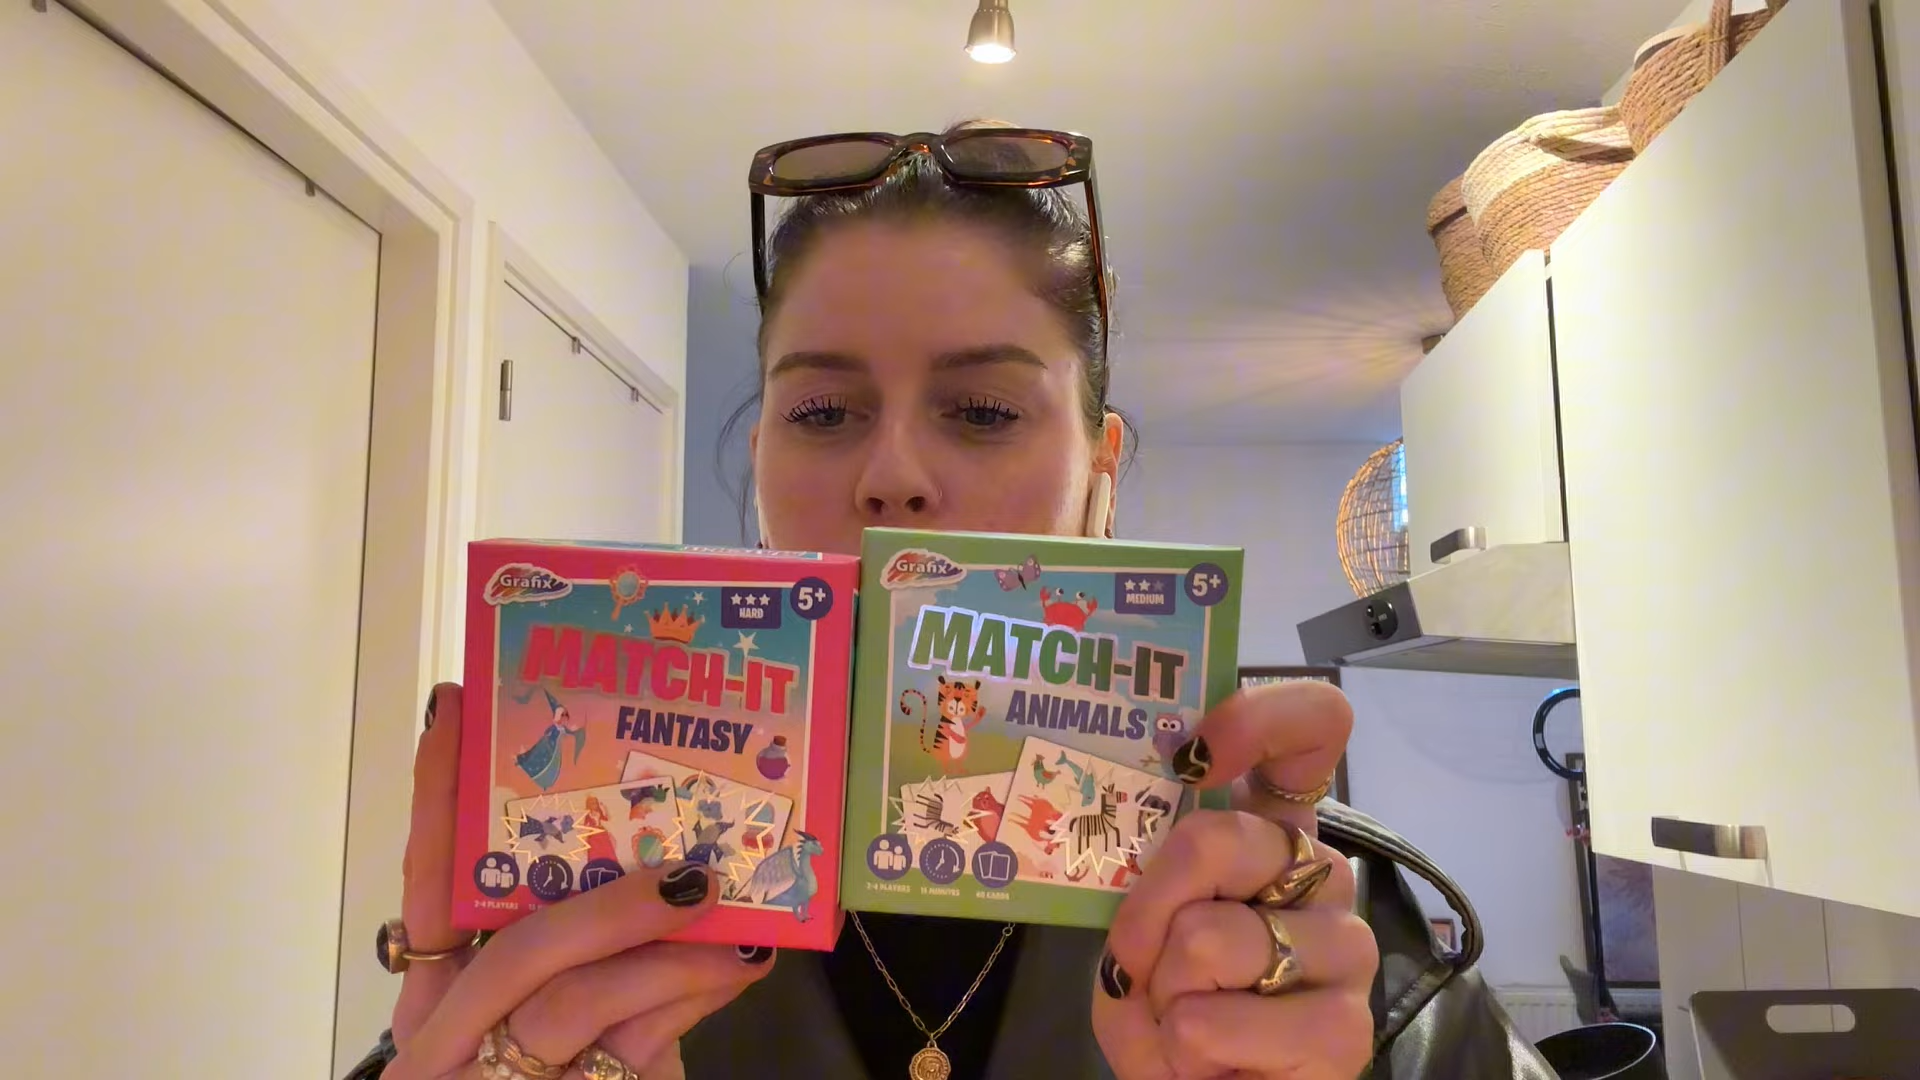 Grafix
HARD
5+
MATCH-IT
FANTASY
2-4 PLAYERS
Grafix
MEDIUM
5+
MATCH-IT
ANIMALS
2-4 PLAYERS
15 MINUTES
40 CARDS